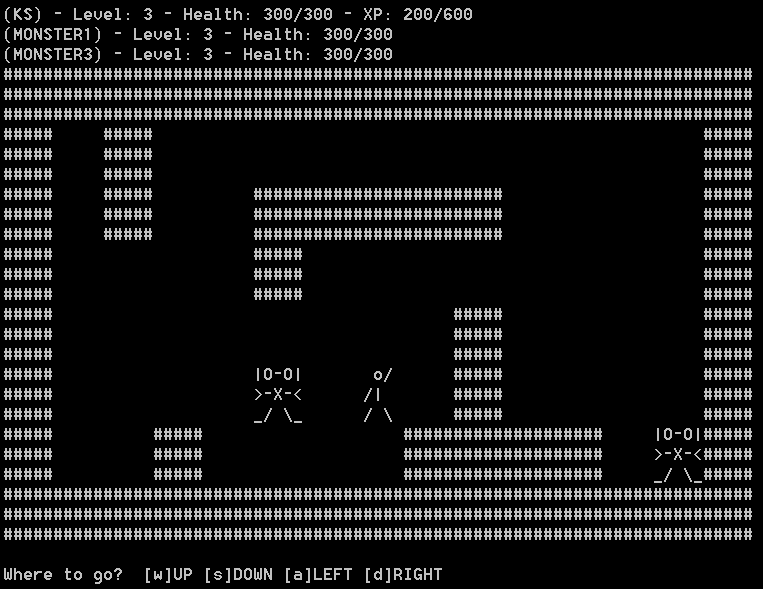 (KS) - Level: 3 - Health: 300/300 - XP: 200/600
(MONSTER1) - Level: 3 - Health: 300/300
(MONSTER3) - Level: 3 - Health: 300/300
Where to go?  [w]UP [s]DOWN [a]LEFT [d]RIGHT